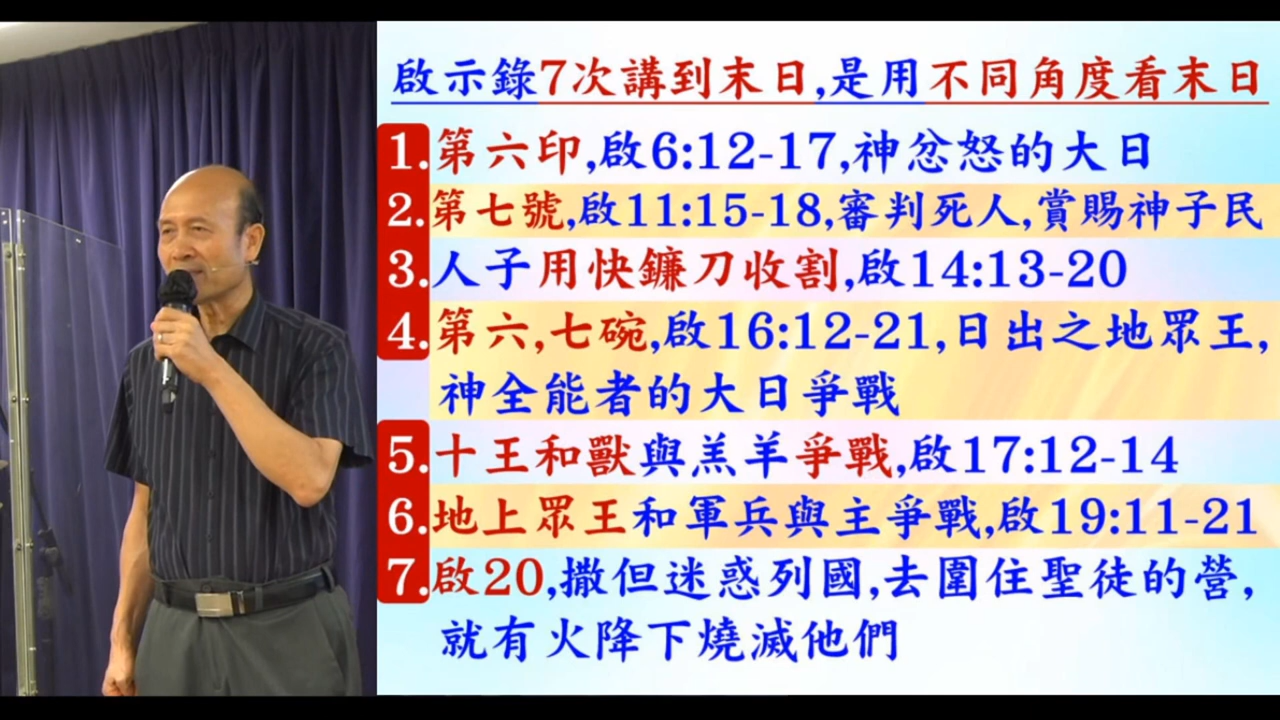 啟示錄7次講到末日,是用不同角度看末日
1.第六印,啟6:12-17,神忿怒的大日
2.第七號,啟11:15-18,審判死人,賞賜神子民
3.人子用快鐮刀收割,啟14:13-20
4.第六,七碗,啟16:12-21,日出之地眾王,
神全能者的大日爭戰
5.十王和獸與羔羊爭戰,啟17:12-14
6.地上眾王和軍兵與主爭戰,啟19:11-21
7.啟20,撒但迷惑列國,去圍住聖徒的營,
就有火降下燒滅他們